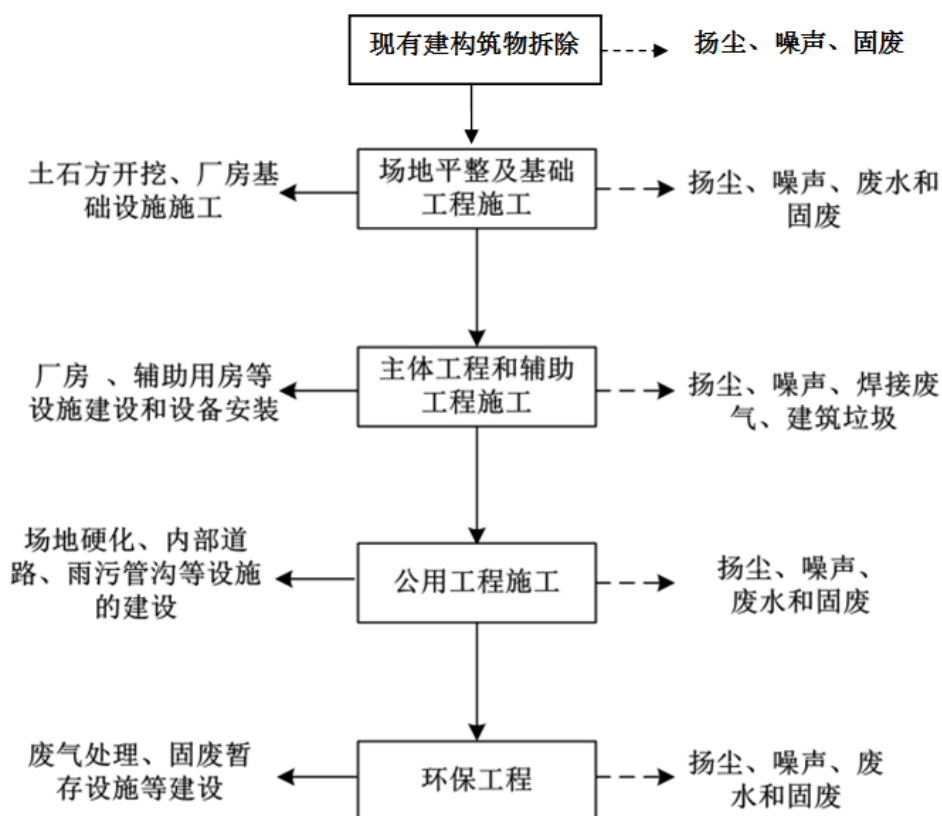 现有建构筑物拆除
扬尘、噪声、固废
土石方开挖、厂房基
础设施施工
场地平整及基础
工程施工
扬尘、噪声、废水和
固废
厂房 、辅助用房等
设施建设和设备安装
主体工程和辅助
工程施工
扬尘、噪声、焊接废
气、建筑垃圾
场地硬化、内部道
路、雨污管沟等设施
的建设
公用工程施工
扬尘、噪声、
废水和固废
废气处理、固废暂
存设施等建设
环保工程
扬尘、噪声、废
水和固废